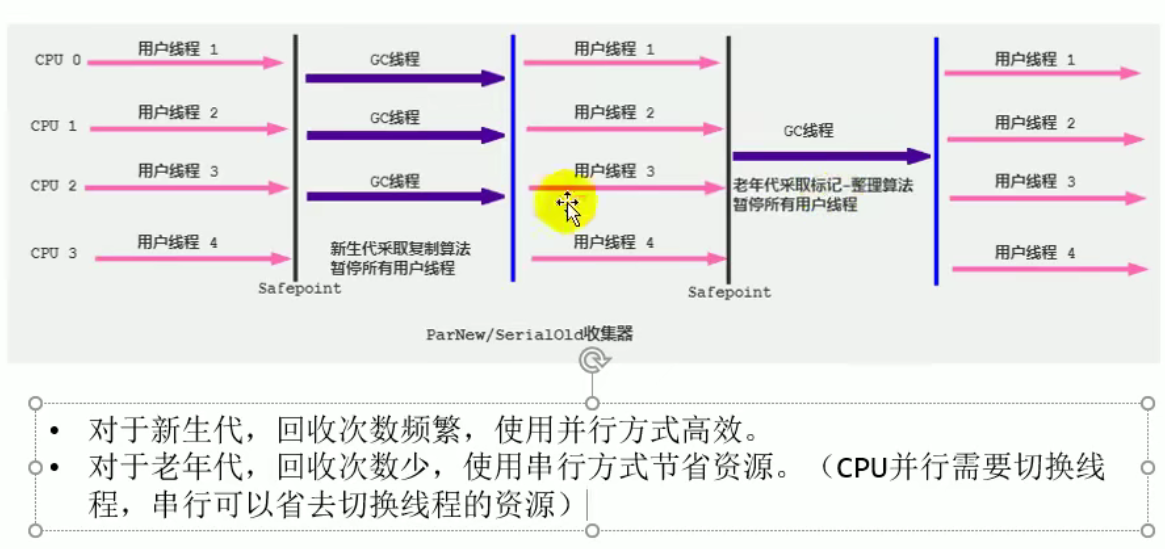 CPU 0 用户线程 1 GC线程 用户线程 1 用户线程 1
CPU 1 用户线程 2 GC线程 用户线程 2 GC线程 用户线程 2
CPU 2 用户线程 3 GC线程 用户线程 3 用户线程 3
老年代采取标记-整理算法
暂停所有用户线程
CPU 3 用户线程 4 用户线程 4 用户线程 4
新生代采取复制算法
暂停所有用户线程
Safepoint Safepoint
ParNew/SerialOld收集器
• 对于新生代，回收次数频繁，使用并行方式高效。
• 对于老年代，回收次数少，使用串行方式节省资源。（CPU并行需要切换线
程，串行可以省去切换线程的资源）